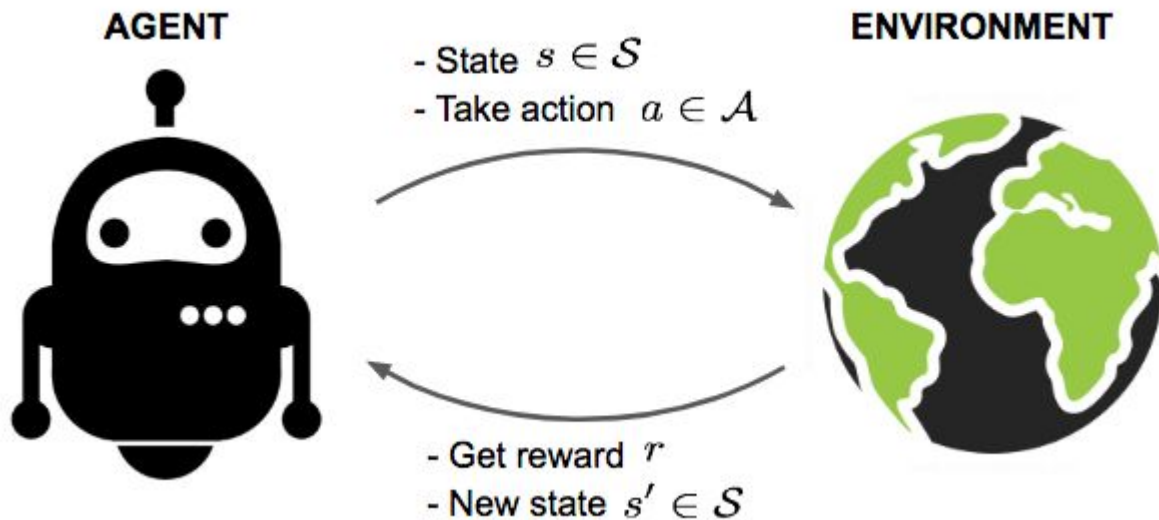 AGENT
ENVIRONMENT
- State s ∈ 𝒮
- Take action a ∈ 𝒜
- Get reward r
- New state s′ ∈ 𝒮